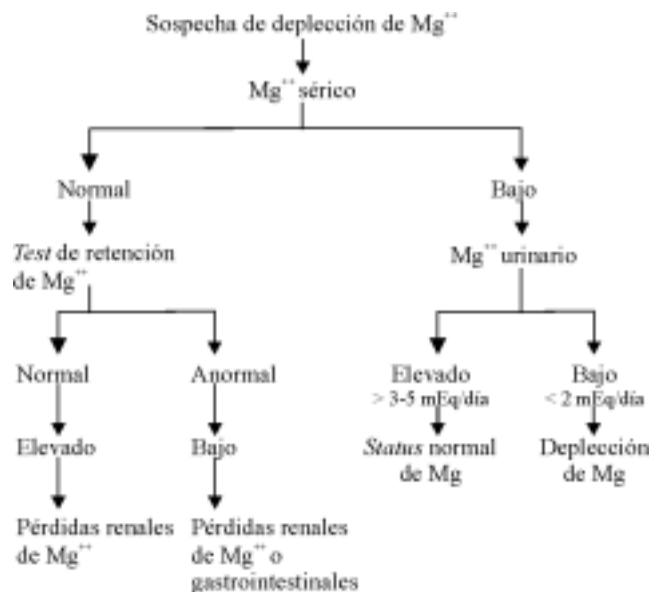 Sospecha de deplección de Mg⁺⁺
Mg⁺⁺ sérico
Normal
Bajo
Test de retención
de Mg⁺⁺
Mg⁺⁺ urinario
Normal
Anormal
Elevado
> 3-5 mEq/día
Bajo
< 2 mEq/día
Elevado
Bajo
Status normal
de Mg
Deplección
de Mg
Pérdidas renales
de Mg⁺⁺
Pérdidas renales
de Mg⁺⁺ o
gastrointestinales